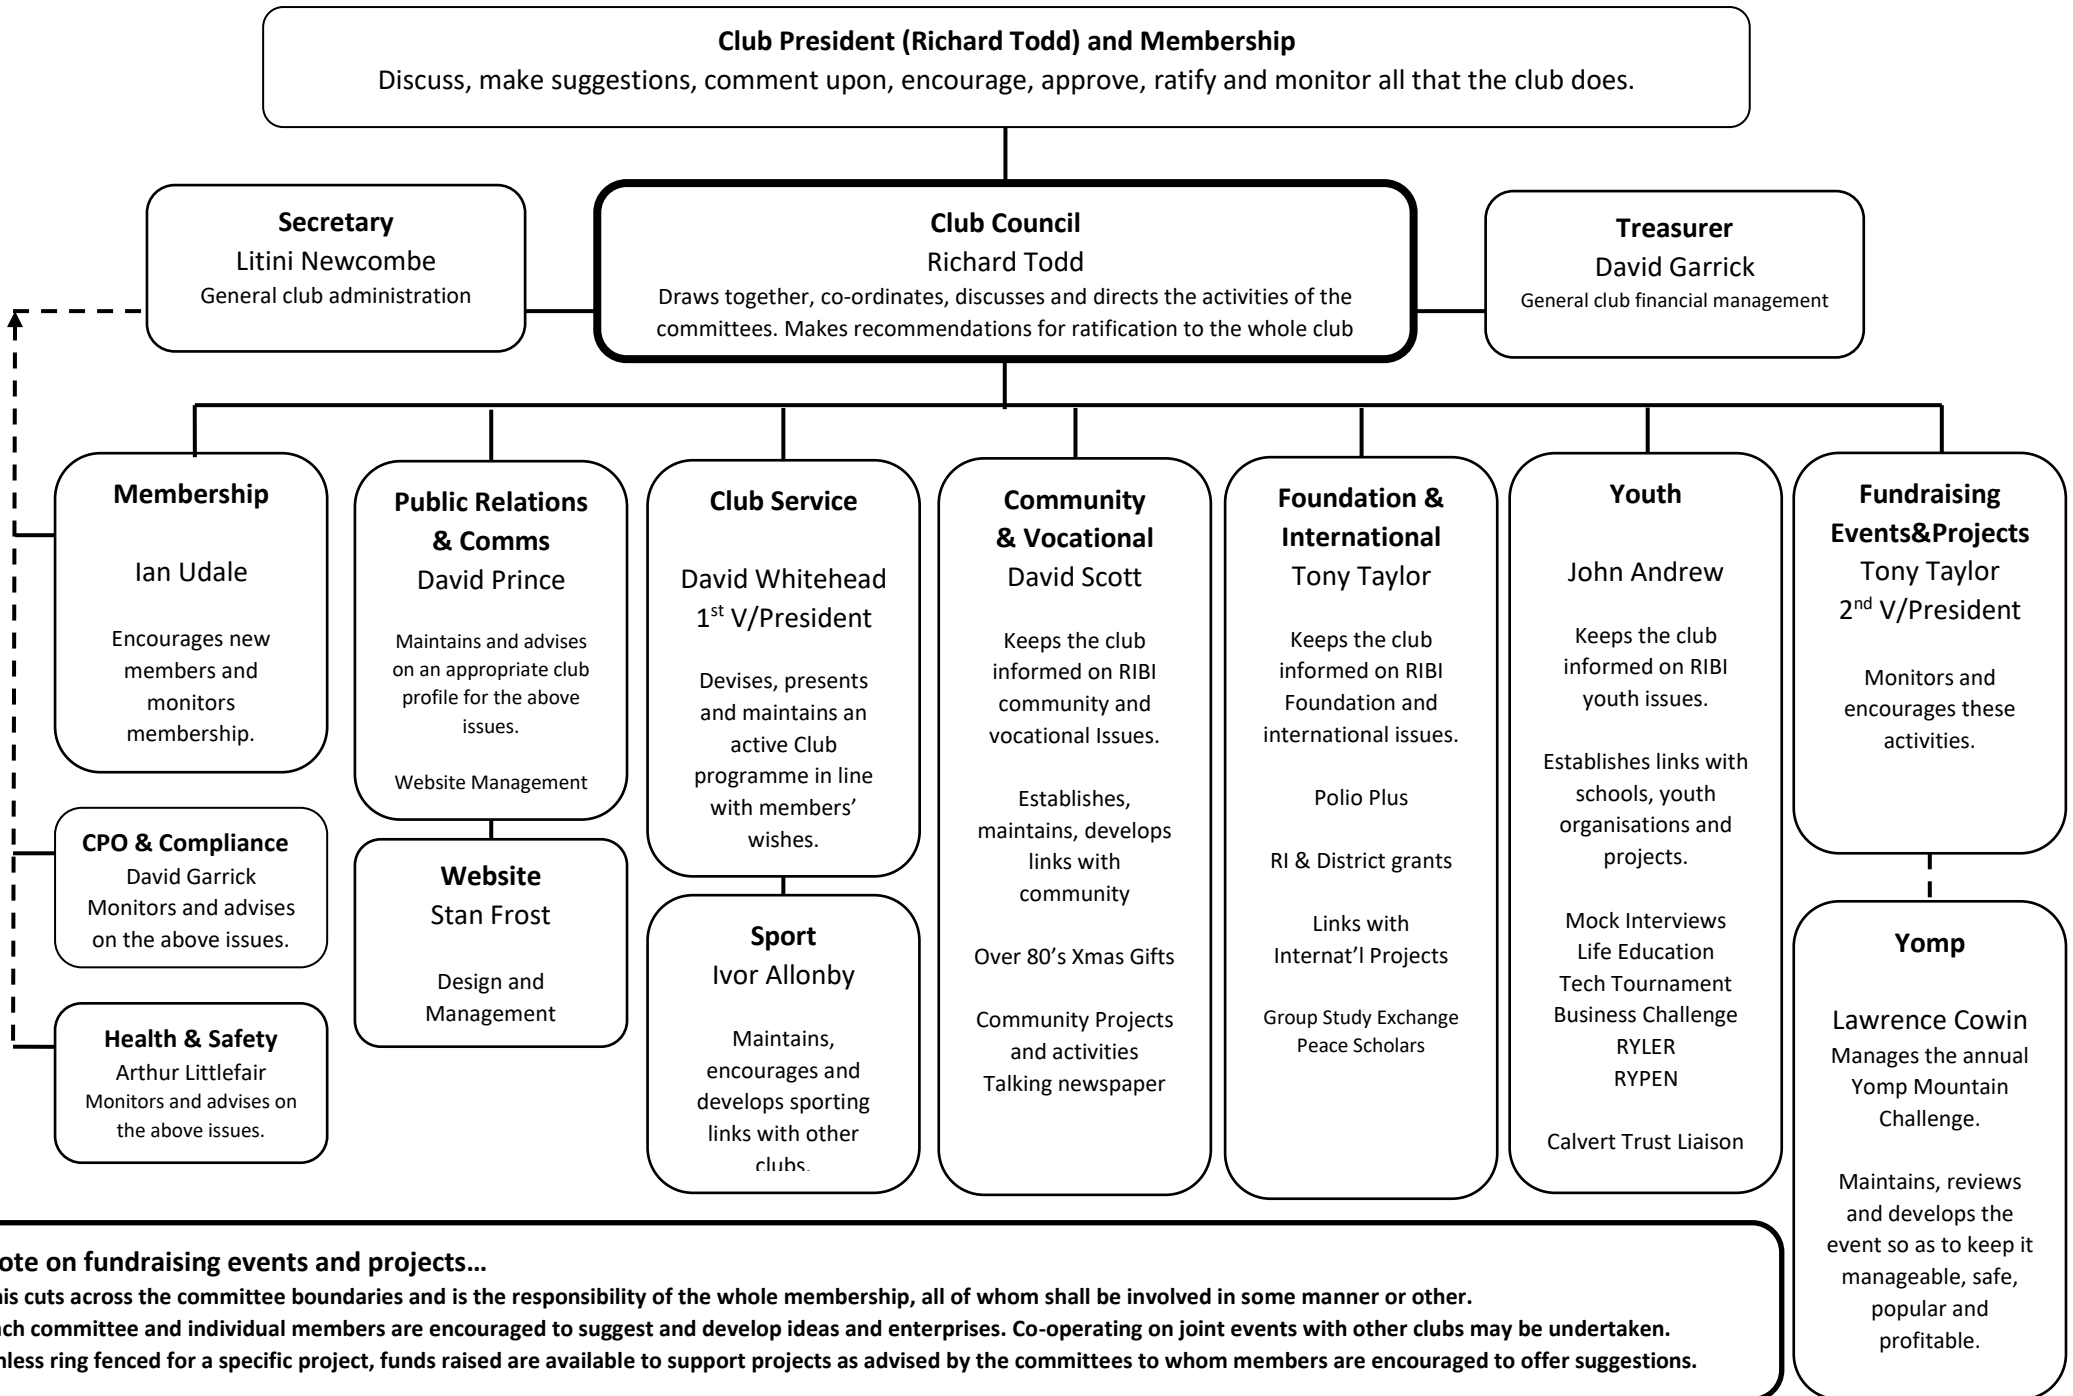 Club President (Richard Todd) and Membership
Discuss, make suggestions, comment upon, encourage, approve, ratify and monitor all that the club does.
Secretary
Litini Newcombe
General club administration
Club Council
Richard Todd
Draws together, co-ordinates, discusses and directs the activities of the
committees. Makes recommendations for ratification to the whole club
Treasurer
David Garrick
General club financial management
Membership
Ian Udale
Encourages new
members and
monitors
membership.
CPO & Compliance
David Garrick
Monitors and advises
on the above issues.
Health & Safety
Arthur Littlefair
Monitors and advises on
the above issues.
Public Relations
& Comms
David Prince
Maintains and advises
on an appropriate club
profile for the above
issues.
Website Management
Website
Stan Frost
Design and
Management
Club Service
David Whitehead
1st V/President
Devises, presents
and maintains an
active Club
programme in line
with members’
wishes.
Sport
Ivor Allonby
Maintains,
encourages and
develops sporting
links with other
clubs.
Community
& Vocational
David Scott
Keeps the club
informed on RIBI
community and
vocational Issues.
Establishes,
maintains, develops
links with
community
Over 80’s Xmas Gifts
Community Projects
and activities
Talking newspaper
Foundation &
International
Tony Taylor
Keeps the club
informed on RIBI
Foundation and
international issues.
Polio Plus
RI & District grants
Links with
Internat’l Projects
Group Study Exchange
Peace Scholars
Youth
John Andrew
Keeps the club
informed on RIBI
youth issues.
Establishes links with
schools, youth
organisations and
projects.
Mock Interviews
Life Education
Tech Tournament
Business Challenge
RYLER
RYPEN
Calvert Trust Liaison
Fundraising
Events&Projects
Tony Taylor
2nd V/President
Monitors and
encourages these
activities.
Yomp
Lawrence Cowin
Manages the annual
Yomp Mountain
Challenge.
Maintains, reviews
and develops the
event so as to keep it
manageable, safe,
popular and
profitable.
ote on fundraising events and projects…
his cuts across the committee boundaries and is the responsibility of the whole membership, all of whom shall be involved in some manner or other.
ach committee and individual members are encouraged to suggest and develop ideas and enterprises. Co-operating on joint events with other clubs may be undertaken.
nless ring fenced for a specific project, funds raised are available to support projects as advised by the committees to whom members are encouraged to offer suggestions.